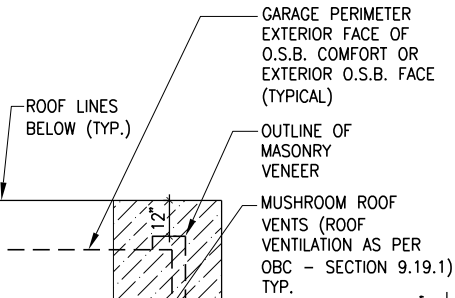 GARAGE PERIMETER
EXTERIOR FACE OF
O.S.B. COMFORT OR
EXTERIOR O.S.B. FACE
(TYPICAL)
ROOF LINES
BELOW (TYP.)
OUTLINE OF
MASONRY
VENEER
12"
MUSHROOM ROOF
VENTS (ROOF
VENTILATION AS PER
OBC - SECTION 9.19.1)
TYP.